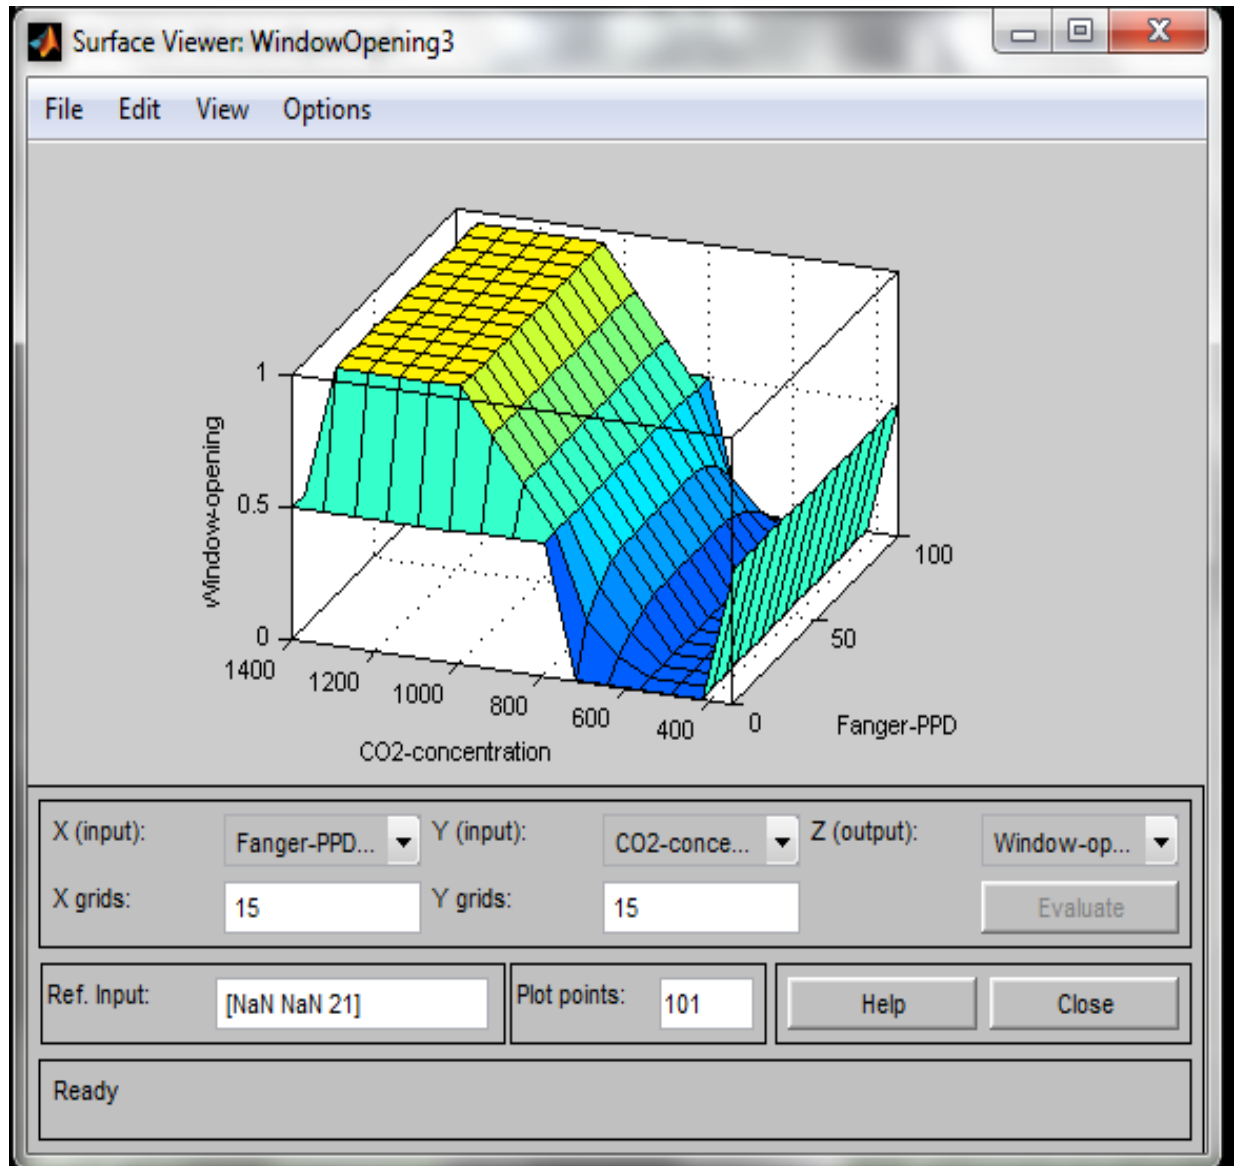 Surface Viewer: WindowOpening3
File Edit View Options
1
0.5
0
Window-opening
1400
1200
1000
800
600
400
CO2-concentration
0
50
100
Fanger-PPD
X (input): Fanger-PPD... Y (input): CO2-conce... Z (output): Window-op...
X grids: 15 Y grids: 15 Evaluate
Ref. Input: [NaN NaN 21] Plot points: 101 Help Close
Ready